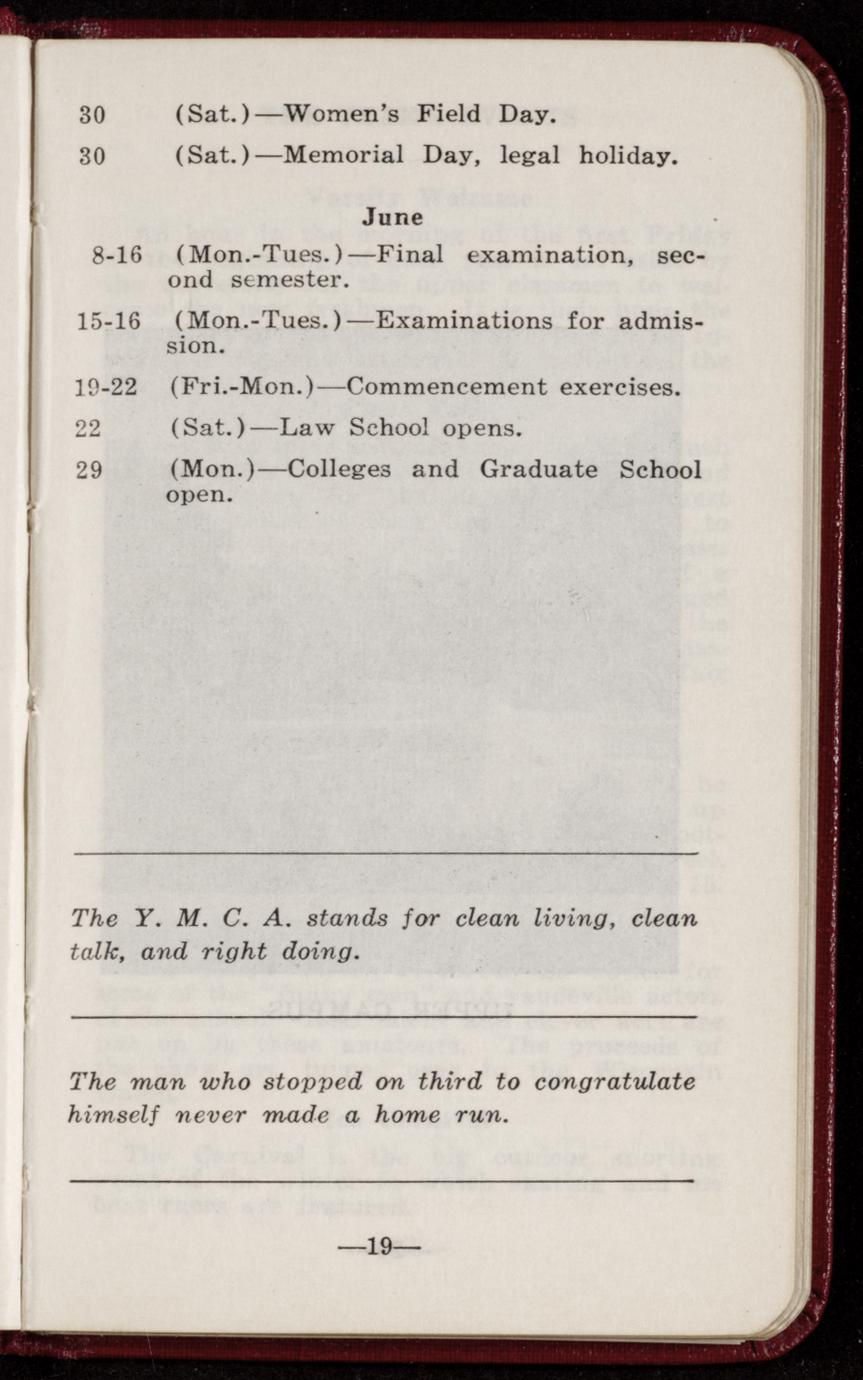 30 (Sat.)—Women's Field Day.
30 (Sat.)—Memorial Day, legal holiday.
June
8-16 (Mon.-Tues.)—Final examination, sec-
ond semester.
15-16 (Mon.-Tues.)—Examinations for admis-
sion.
19-22 (Fri.-Mon.)—Commencement exercises.
22 (Sat.)—Law School opens.
29 (Mon.)—Colleges and Graduate School
open.
The Y. M. C. A. stands for clean living, clean
talk, and right doing.
The man who stopped on third to congratulate
himself never made a home run.
—19—